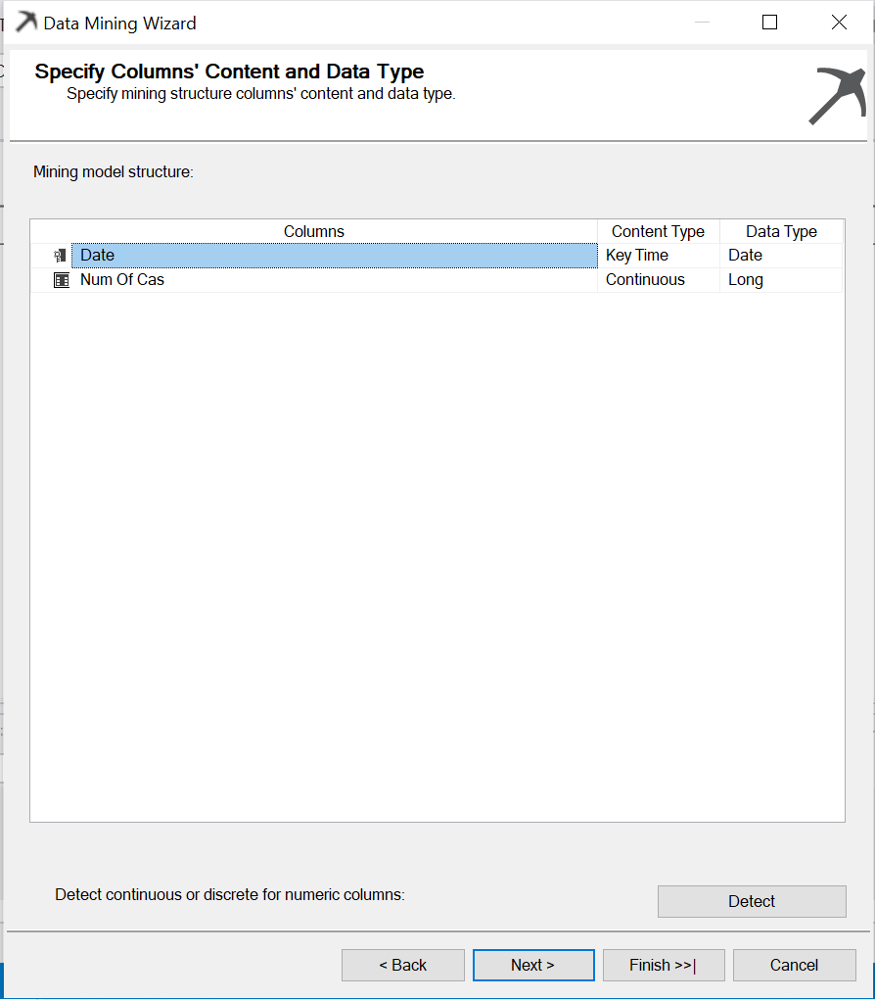 Data Mining Wizard
Specify Columns' Content and Data Type
Specify mining structure columns' content and data type.
Mining model structure:
Columns Content Type Data Type
Date Key Time Date
Num Of Cas Continuous Long
Detect continuous or discrete for numeric columns:
Detect
< Back Next > Finish >>| Cancel